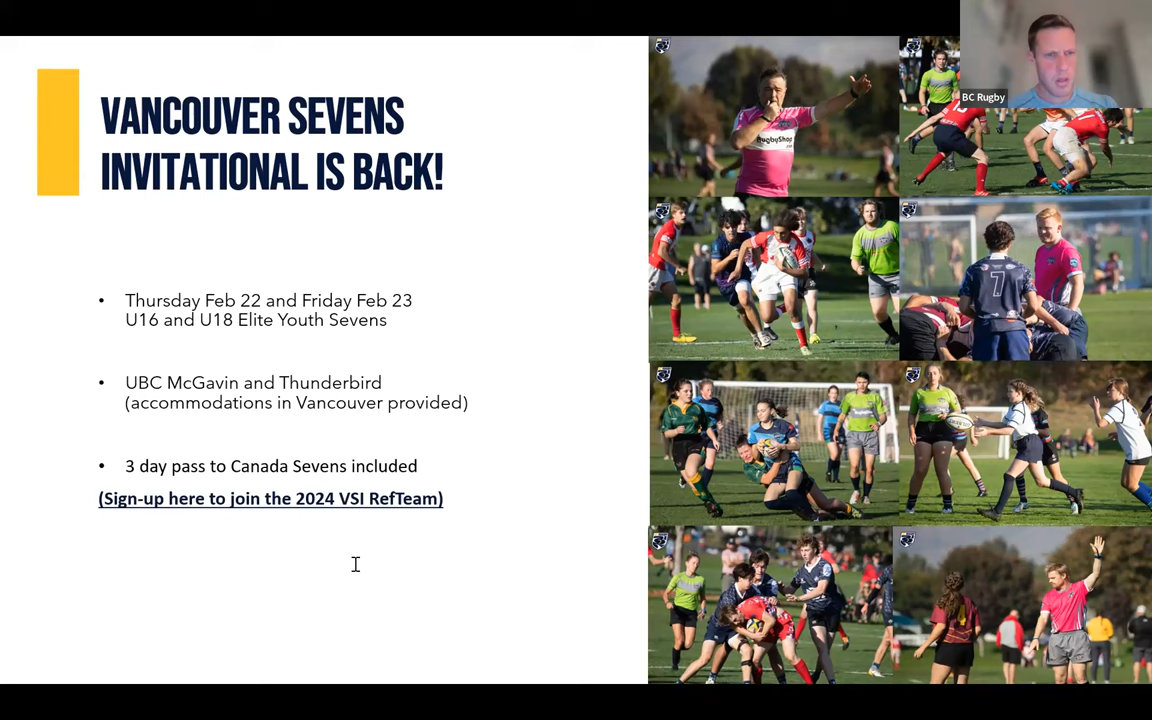 VANCOUVER SEVENS
INVITATIONAL IS BACK!
• Thursday Feb 22 and Friday Feb 23
U16 and U18 Elite Youth Sevens
• UBC McGavin and Thunderbird
(accommodations in Vancouver provided)
• 3 day pass to Canada Sevens included
(Sign-up here to join the 2024 VSI RefTeam)
BC Rugby
RugbyShop
7